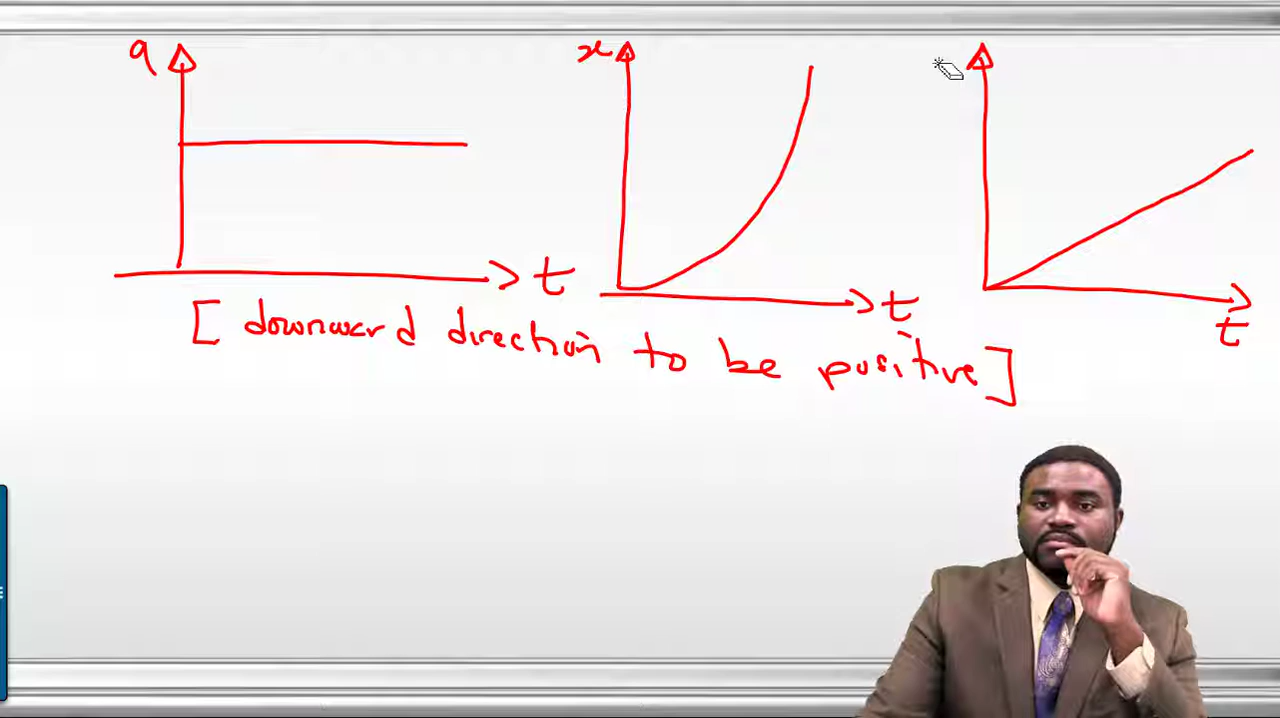 a
x
t
t
t
[ downward direction to be positive ]